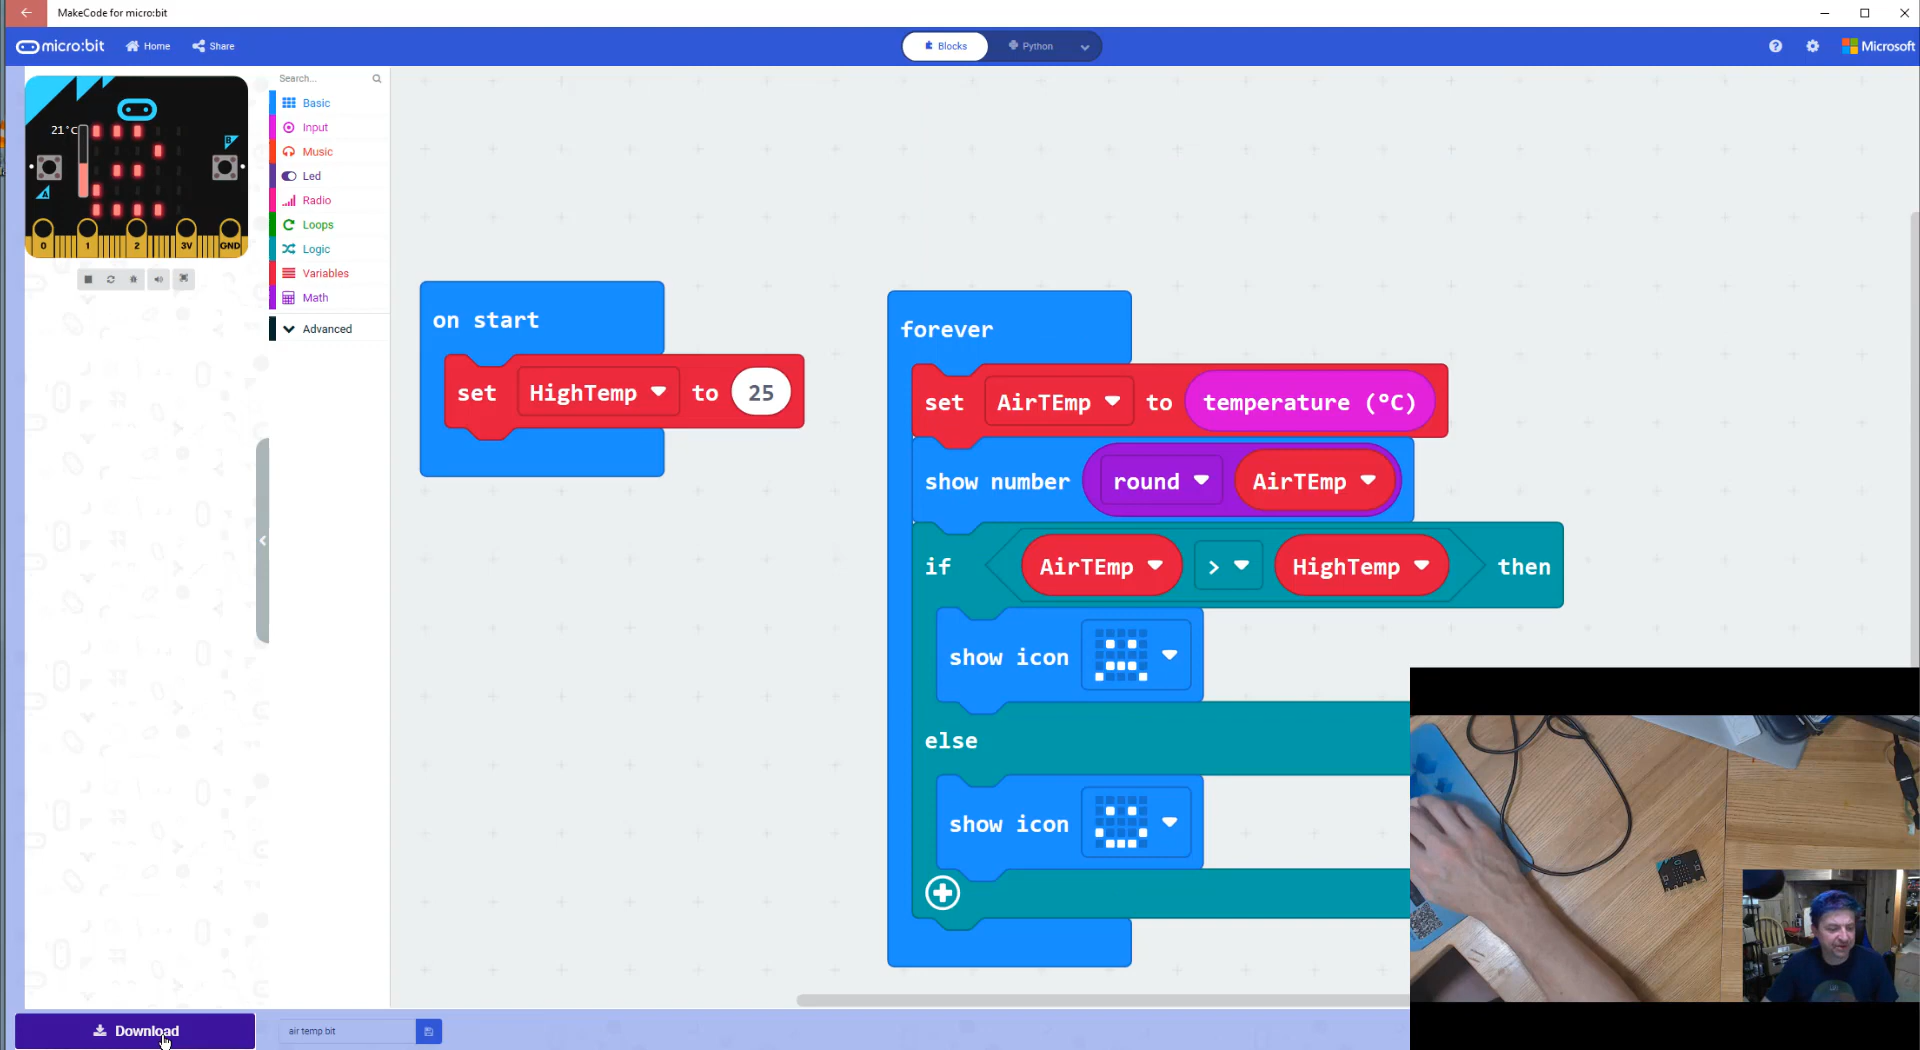 MakeCode for micro:bit
micro:bit Home Share Blocks Python Microsoft
Search...
Basic
Input
Music
Led
Radio
Loops
Logic
Variables
Math
Advanced
21°C
B
A
0 1 2 3V GND
on start
set HighTemp to 25
forever
set AirTEmp to temperature (°C)
show number round AirTEmp
if AirTEmp > HighTemp then
show icon
else
show icon
Download
air temp bit